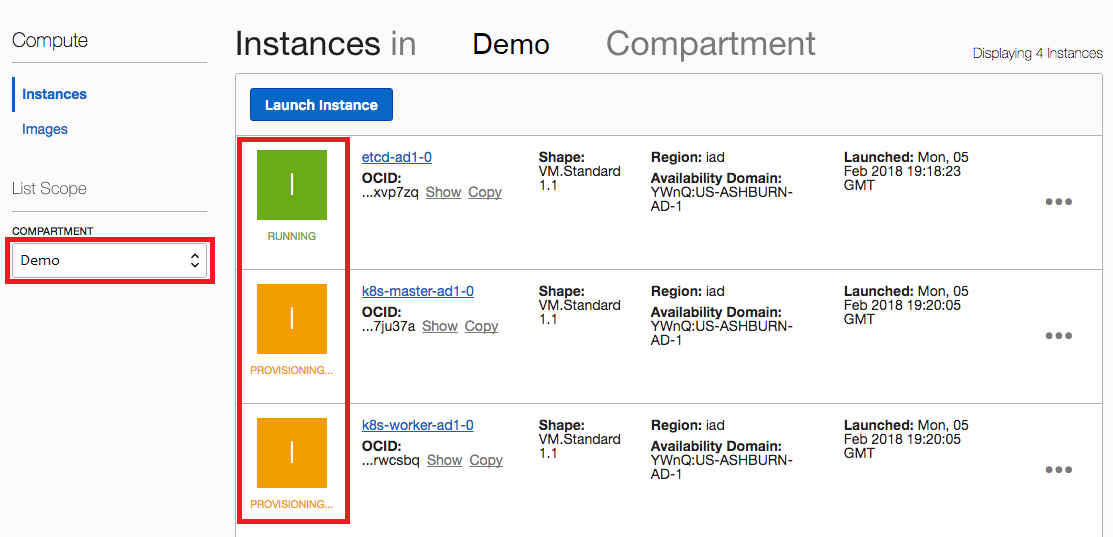 Compute
Instances
Images
List Scope
COMPARTMENT
Demo
Instances in Demo Compartment
Displaying 4 Instances
Launch Instance
I
RUNNING
etcd-ad1-0
OCID:
...xvp7zq Show Copy
Shape:
VM.Standard
1.1
Region: iad
Availability Domain:
YWnQ:US-ASHBURN-
AD-1
Launched: Mon, 05
Feb 2018 19:18:23
GMT
I
PROVISIONING...
k8s-master-ad1-0
OCID:
...7ju37a Show Copy
Shape:
VM.Standard
1.1
Region: iad
Availability Domain:
YWnQ:US-ASHBURN-
AD-1
Launched: Mon, 05
Feb 2018 19:20:05
GMT
I
PROVISIONING...
k8s-worker-ad1-0
OCID:
...rwcsbq Show Copy
Shape:
VM.Standard
1.1
Region: iad
Availability Domain:
YWnQ:US-ASHBURN-
AD-1
Launched: Mon, 05
Feb 2018 19:20:05
GMT